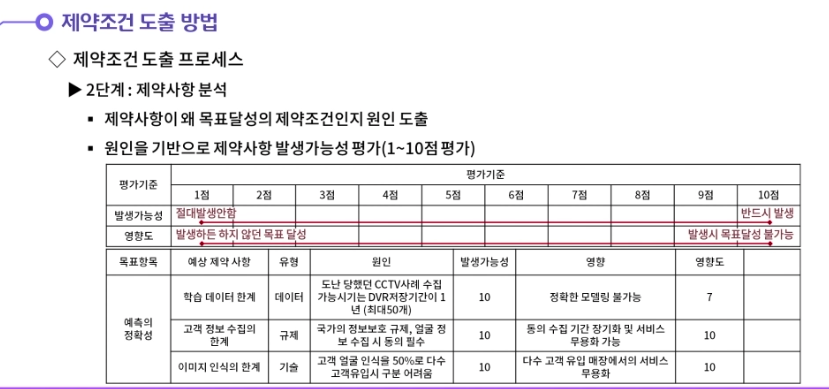 제약조건 도출 방법
◇ 제약조건 도출 프로세스
▶ 2단계 : 제약사항 분석
▪ 제약사항이 왜 목표달성의 제약조건인지 원인 도출
▪ 원인을 기반으로 제약사항 발생가능성 평가(1~10점 평가)
평가기준 평가기준
1점 2점 3점 4점 5점 6점 7점 8점 9점 10점
발생가능성 절대발생안함 반드시 발생
영향도 발생하든 하지 않던 목표 달성 발생시 목표달성 불가능
목표항목 예상 제약 사항 유형 원인 발생가능성 영향 영향도
예측의
정확성
학습 데이터 한계 데이터
도난 당했던 CCTV사례 수집
가능시기는 DVR저장기간이 1
년 (최대50개)
10 정확한 모델링 불가능 7
고객 정보 수집의
한계
규제
국가의 정보보호 규제, 얼굴 정
보 수집 시 동의 필수
10
동의 수집 기간 장기화 및 서비스
무용화 가능
10
이미지 인식의 한계 기술
고객 얼굴 인식을 50%로 다수
고객유입시 구분 어려움
10
다수 고객 유입 매장에서의 서비스
무용화
10